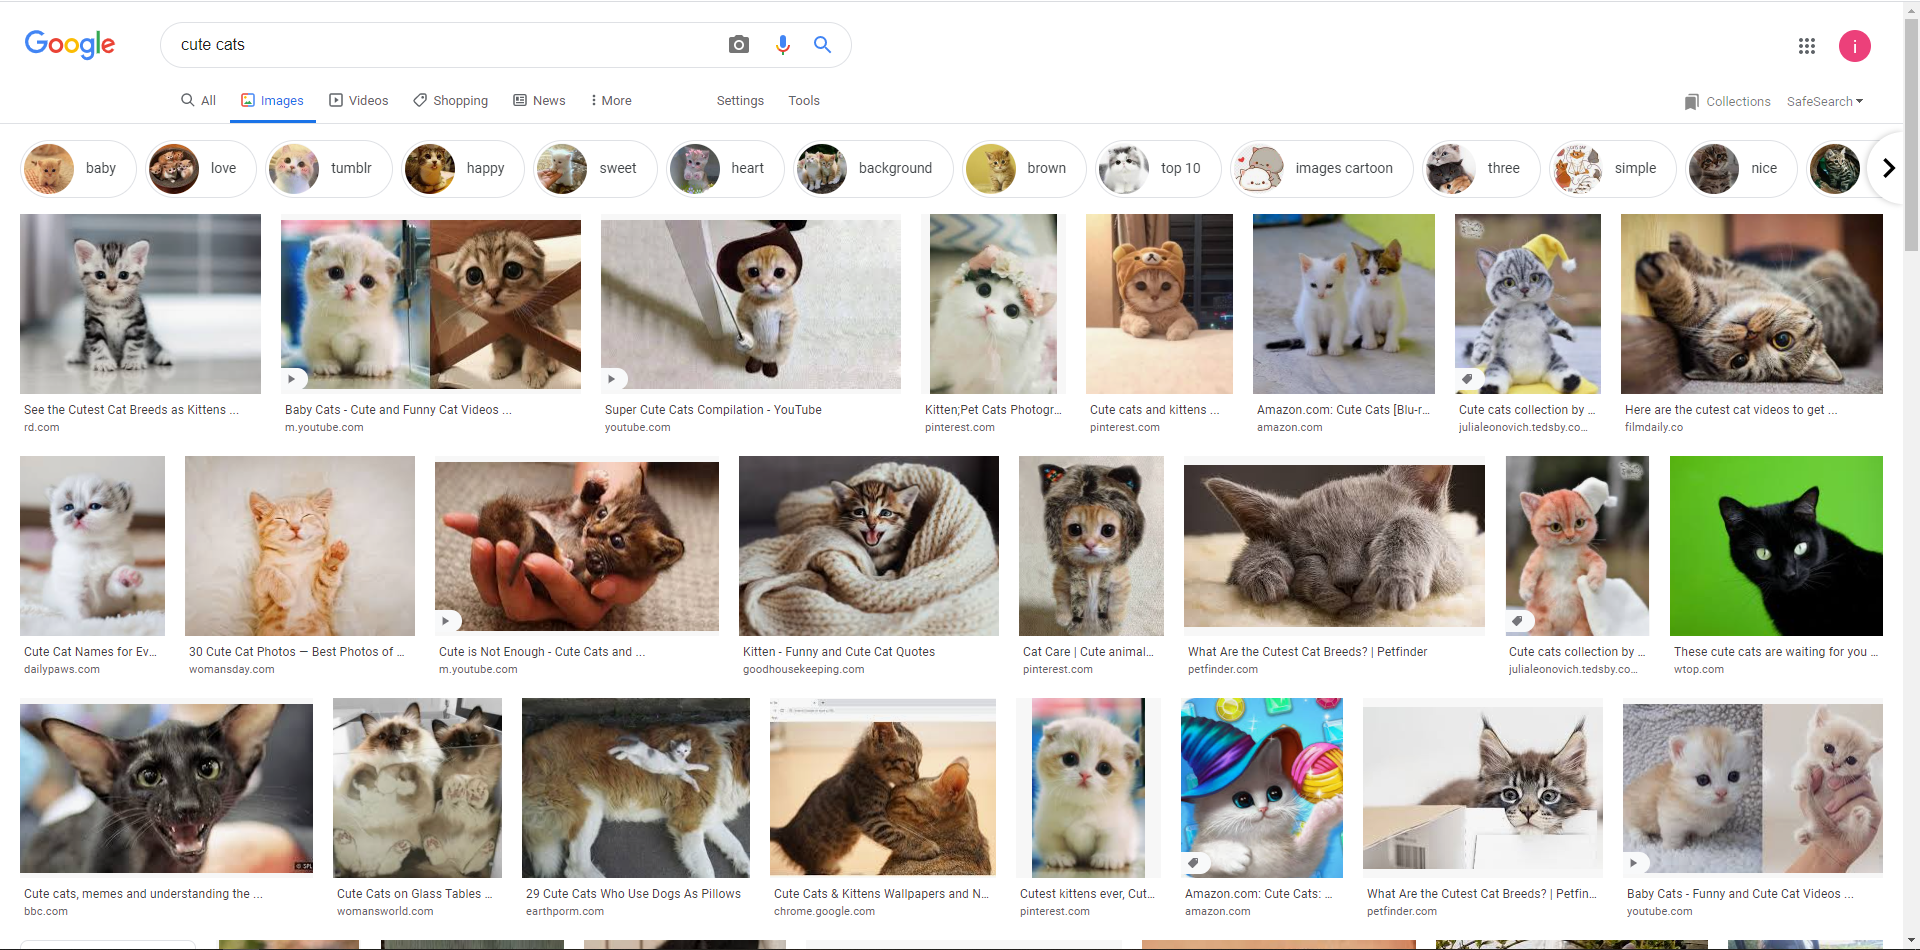 Google
cute cats
i
All
Images
Videos
Shopping
News
More
Settings
Tools
Collections
SafeSearch
baby
love
tumblr
happy
sweet
heart
background
brown
top 10
images cartoon
three
simple
nice
See the Cutest Cat Breeds as Kittens ...
rd.com
Baby Cats - Cute and Funny Cat Videos ...
m.youtube.com
Super Cute Cats Compilation - YouTube
youtube.com
Kitten;Pet Cats Photogr...
pinterest.com
Cute cats and kittens ...
pinterest.com
Amazon.com: Cute Cats [Blu-r...
amazon.com
Cute cats collection by ...
julialeonovich.tedsby.co...
Here are the cutest cat videos to get ...
filmdaily.co
Cute Cat Names for Ev...
dailypaws.com
30 Cute Cat Photos — Best Photos of ...
womansday.com
Cute is Not Enough - Cute Cats and ...
m.youtube.com
Kitten - Funny and Cute Cat Quotes
goodhousekeeping.com
Cat Care | Cute animal...
pinterest.com
What Are the Cutest Cat Breeds? | Petfinder
petfinder.com
Cute cats collection by ...
julialeonovich.tedsby.co...
These cute cats are waiting for you ...
wtop.com
SPL
Cute cats, memes and understanding the ...
bbc.com
Cute Cats on Glass Tables ...
womansworld.com
29 Cute Cats Who Use Dogs As Pillows
earthporm.com
Cute Cats & Kittens Wallpapers and N...
chrome.google.com
Cutest kittens ever, Cut...
pinterest.com
Amazon.com: Cute Cats: ...
amazon.com
What Are the Cutest Cat Breeds? | Petfin...
petfinder.com
Baby Cats - Funny and Cute Cat Videos ...
youtube.com